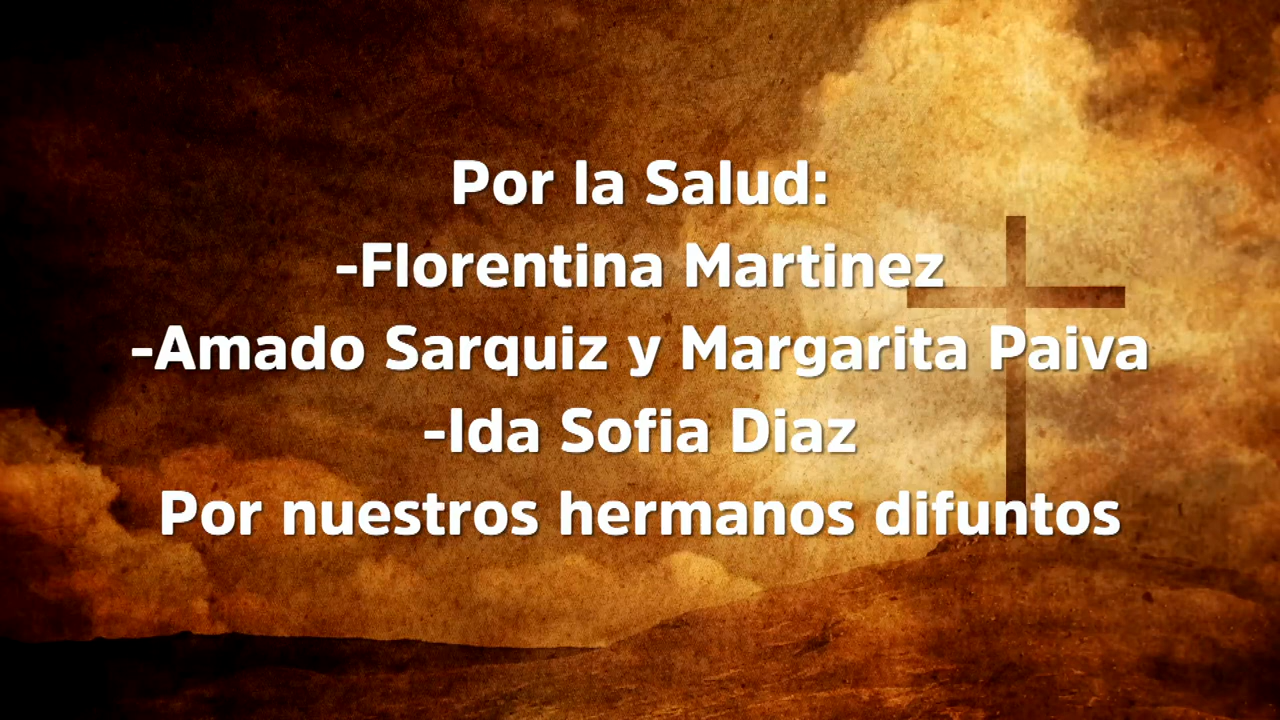 Por la Salud:
-Florentina Martinez
-Amado Sarquiz y Margarita Paiva
-Ida Sofia Diaz
Por nuestros hermanos difuntos